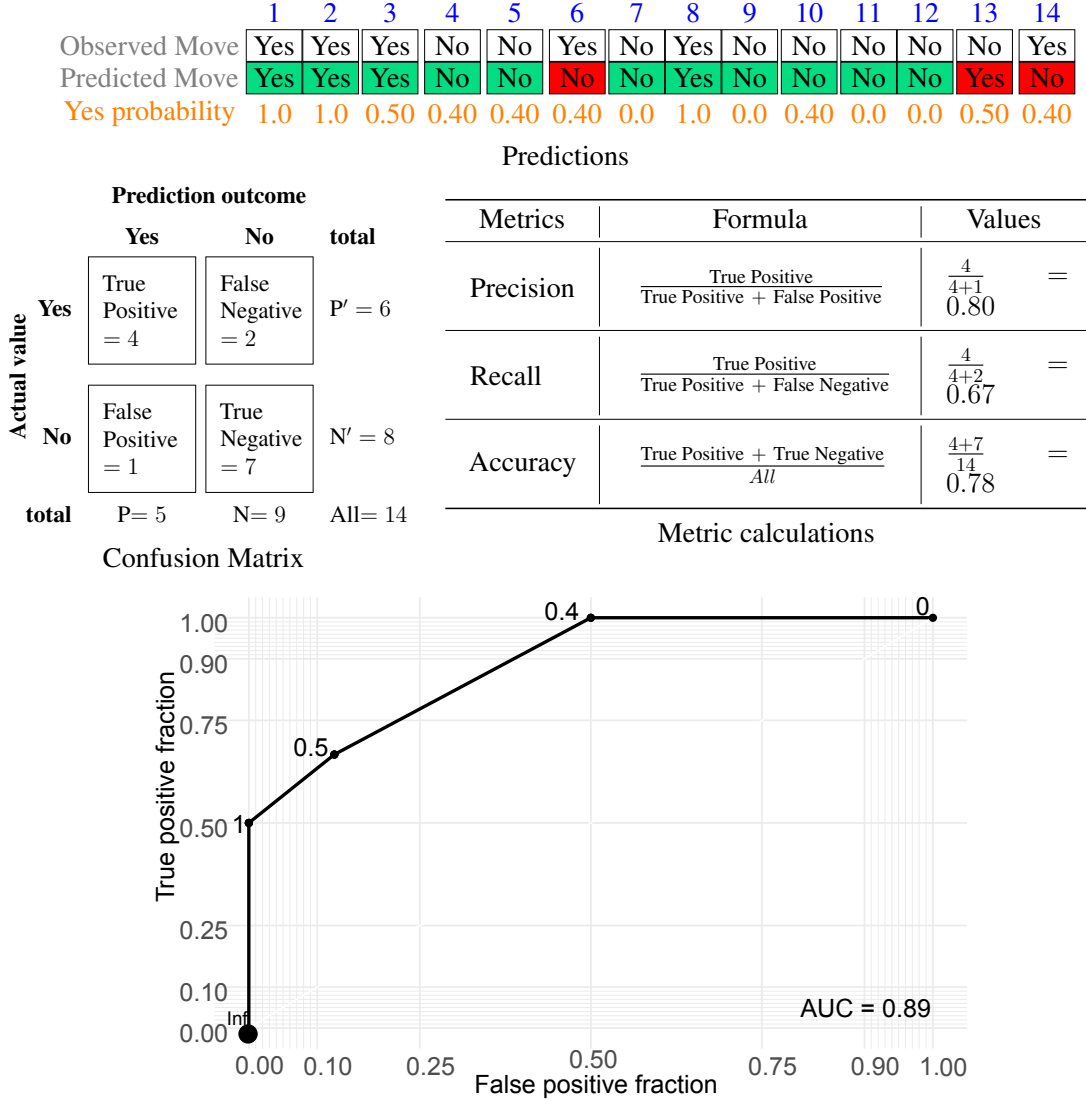 1 2 3 4 5 6 7 8 9 10 11 12 13 14
Observed Move Yes Yes Yes No No Yes No Yes No No No No No Yes
Predicted Move Yes Yes Yes No No No No Yes No No No No Yes No
Yes probability 1.0 1.0 0.50 0.40 0.40 0.40 0.0 1.0 0.0 0.40 0.0 0.0 0.50 0.40
Predictions
Prediction outcome
Yes No total
Actual value
Yes
True
Positive
= 4
False
Negative
= 2
P′ = 6
No
False
Positive
= 1
True
Negative
= 7
N′ = 8
total P= 5 N= 9 All= 14
Confusion Matrix
Metrics Formula Values
Precision
True Positive
True Positive + False Positive
4
4+1
=
0.80
Recall
True Positive
True Positive + False Negative
4
4+2
=
0.67
Accuracy
True Positive + True Negative
All
4+7
14
=
0.78
Metric calculations
True positive fraction
1.00
0.90
0.75
0.50
0.25
0.10
0.00
0
0.4
0.5
1
Inf
AUC = 0.89
0.00 0.10 0.25 0.50 0.75 0.90 1.00
False positive fraction